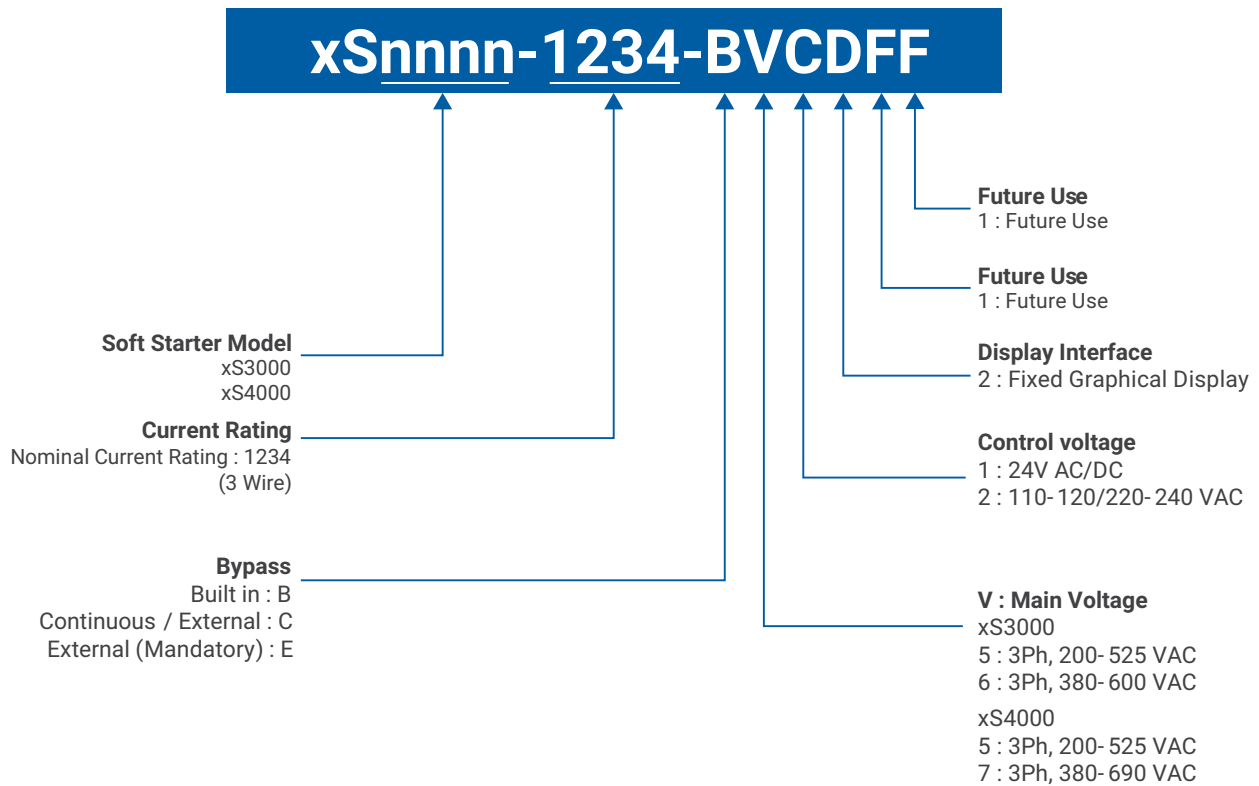 xSnnnn-1234-BVCDFF
Soft Starter Model
xS3000
xS4000
Current Rating
Nominal Current Rating : 1234
(3 Wire)
Bypass
Built in : B
Continuous / External : C
External (Mandatory) : E
Future Use
1 : Future Use
Future Use
1 : Future Use
Display Interface
2 : Fixed Graphical Display
Control voltage
1 : 24V AC/DC
2 : 110-120/220-240 VAC
V : Main Voltage
xS3000
5 : 3Ph, 200-525 VAC
6 : 3Ph, 380-600 VAC
xS4000
5 : 3Ph, 200-525 VAC
7 : 3Ph, 380-690 VAC